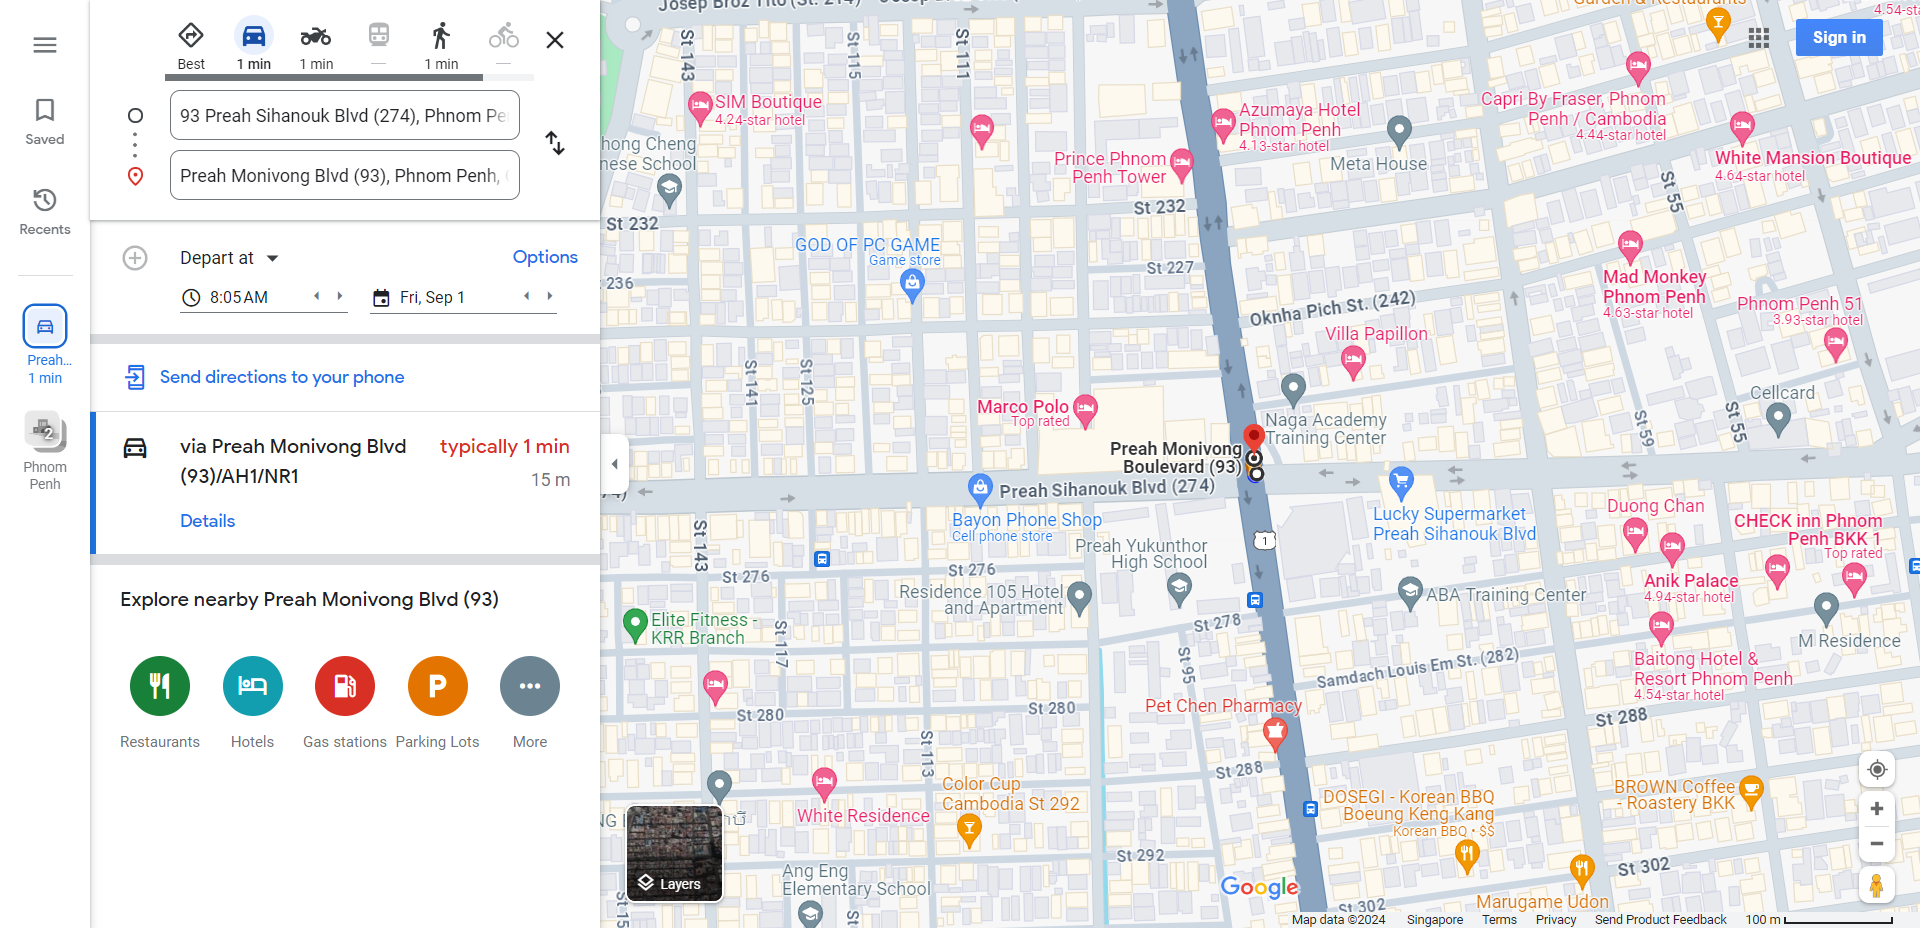 Best
1 min
1 min
1 min
93 Preah Sihanouk Blvd (274), Phnom Pe
Preah Monivong Blvd (93), Phnom Penh,
Saved
Recents
Preah...
1 min
Phnom
Penh
2
Depart at
Options
8:05 AM
Fri, Sep 1
Send directions to your phone
via Preah Monivong Blvd
(93)/AH1/NR1
typically 1 min
15 m
Details
Explore nearby Preah Monivong Blvd (93)
P
Restaurants
Hotels
Gas stations
Parking Lots
More
Josep Broz Tito (St. 214)
St 143
St 115
St 111
SIM Boutique
4.24-star hotel
hong Cheng
nese School
Prince Phnom
Penh Tower
Azumaya Hotel
Phnom Penh
4.13-star hotel
Meta House
Garden & Restaurants
4.54-st
Sign in
Capri By Fraser, Phnom
Penh / Cambodia
4.44-star hotel
White Mansion Boutique
4.64-star hotel
St 55
St 232
St 232
GOD OF PC GAME
Game store
St 227
236
Oknha Pich St. (242)
Mad Monkey
Phnom Penh
4.63-star hotel
Phnom Penh 51
3.93-star hotel
Villa Papillon
St 141
St 125
Marco Polo
Top rated
Naga Academy
Training Center
Cellcard
St 59
St 55
Preah Monivong
Boulevard (93)
Preah Sihanouk Blvd (274)
Bayon Phone Shop
Cell phone store
Lucky Supermarket
Preah Sihanouk Blvd
Duong Chan
CHECK inn Phnom
Penh BKK 1
Top rated
St 143
1
Preah Yukunthor
High School
St 276
St 276
Residence 105 Hotel
and Apartment
ABA Training Center
Anik Palace
4.94-star hotel
M Residence
Elite Fitness -
KRR Branch
St 117
St 278
St 95
Samdach Louis Em St. (282)
Baitong Hotel &
Resort Phnom Penh
4.54-star hotel
St 280
St 280
Pet Chen Pharmacy
St 288
St 113
St 288
Color Cup
Cambodia St 292
White Residence
DOSEGI - Korean BBQ
Boeung Keng Kang
Korean BBQ • $$
BROWN Coffee
- Roastery BKK
St 292
St 302
Ang Eng
Elementary School
Layers
Google
St 302
Marugame Udon
Map data ©2024
Singapore
Terms
Privacy
Send Product Feedback
100 m